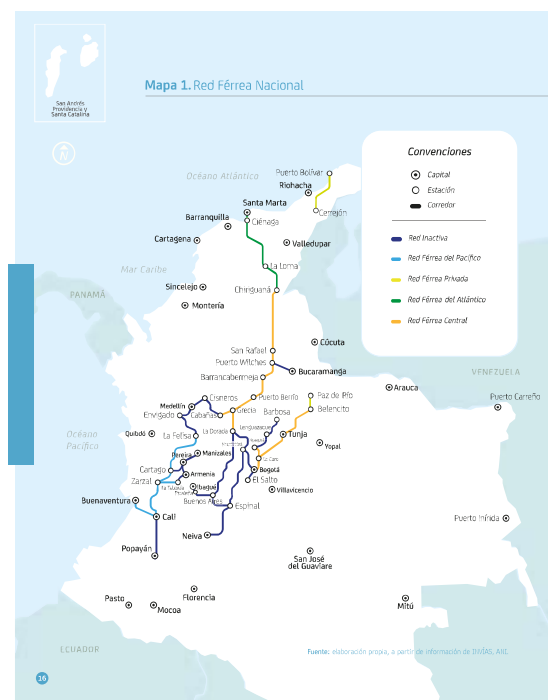 San Andrés
Providencia y
Santa Catalina
Mapa 1. Red Férrea Nacional
N
Convenciones
Capital
Estación
Corredor
Red Inactiva
Red Férrea del Pacífico
Red Férrea Privada
Red Férrea del Atlántico
Red Férrea Central
Océano Atlántico
Puerto Bolívar
Riohacha
Santa Marta
Cerrejón
Barranquilla
Ciénaga
Cartagena
Valledupar
Mar Caribe
La Loma
Sincelejo
Chiriguaná
PANAMÁ
Montería
Cúcuta
San Rafael
Puerto Wilches
Bucaramanga
VENEZUELA
Barrancabermeja
Arauca
Cisneros
Puerto Berrío
Paz de Río
Puerto Carreño
Medellín
Envigado
Cabañas
Grecia
Barbosa
Belencito
Océano
Pacífico
Quibdó
La Felisa
La Dorada
Lenguazaque
Tunja
Yopal
Pereira
Manizales
La Caro
Cartago
Armenia
Bogotá
Zarzal
Ibagué
El Salto
Villavicencio
Buenaventura
Buenos Aires
Espinal
Cali
Puerto Inírida
Popayán
Neiva
San José
del Guaviare
Florencia
Pasto
Mocoa
Mitú
ECUADOR
Fuente: elaboración propia, a partir de información de INVÍAS, ANI.
16